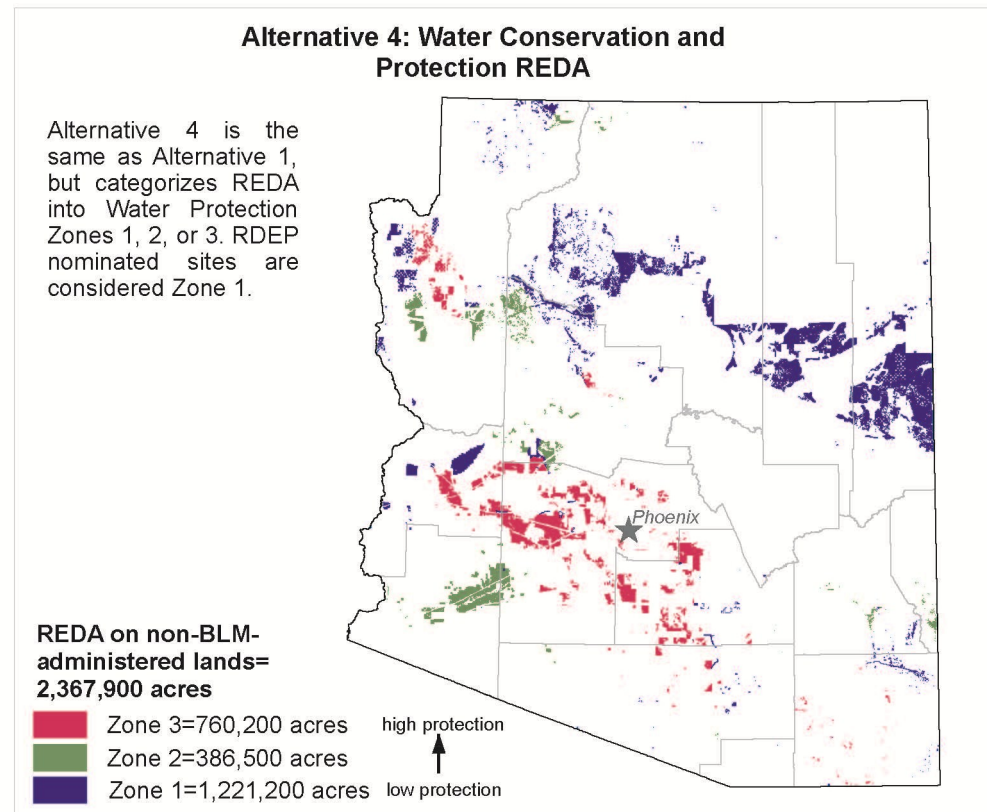 Alternative 4: Water Conservation and
Protection REDA
Alternative 4 is the
same as Alternative 1,
but categorizes REDA
into Water Protection
Zones 1, 2, or 3. RDEP
nominated sites are
considered Zone 1.
Phoenix
REDA on non-BLM-
administered lands=
2,367,900 acres
Zone 3=760,200 acres
high protection
Zone 2=386,500 acres
Zone 1=1,221,200 acres
low protection